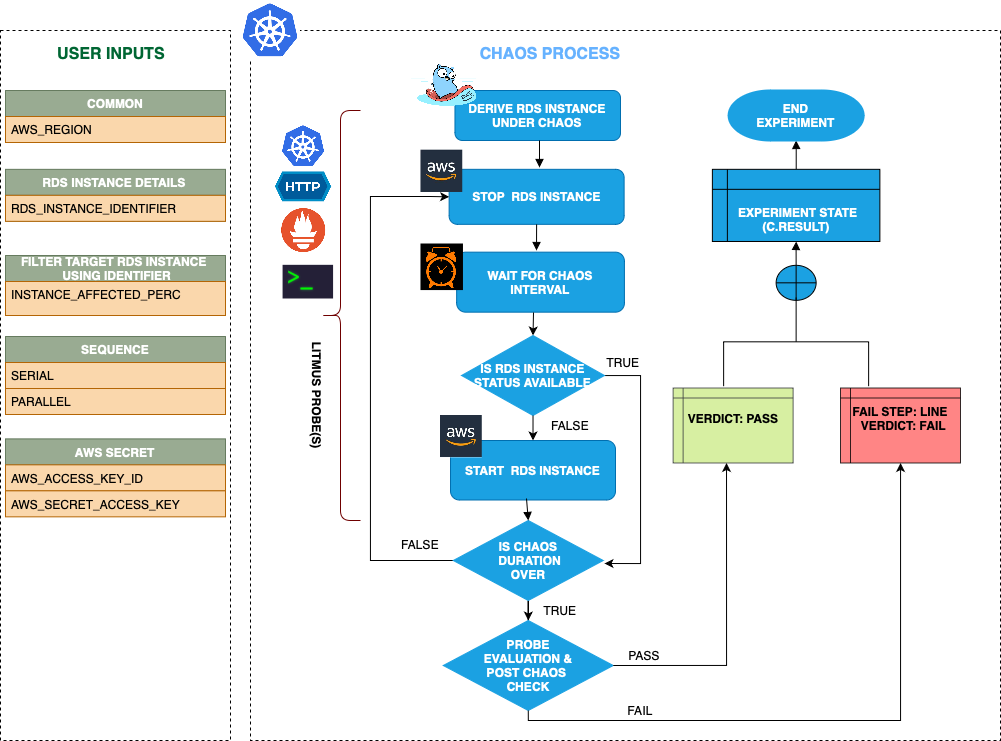 USER INPUTS
COMMON
AWS_REGION
RDS INSTANCE DETAILS
RDS_INSTANCE_IDENTIFIER
FILTER TARGET RDS INSTANCE
USING IDENTIFIER
INSTANCE_AFFECTED_PERC
SEQUENCE
SERIAL
PARALLEL
AWS SECRET
AWS_ACCESS_KEY_ID
AWS_SECRET_ACCESS_KEY
CHAOS PROCESS
HTTP
>_
LITMUS PROBE(S)
DERIVE RDS INSTANCE
UNDER CHAOS
aws
STOP RDS INSTANCE
WAIT FOR CHAOS
INTERVAL
IS RDS INSTANCE
STATUS AVAILABLE
TRUE
FALSE
aws
START RDS INSTANCE
FALSE
IS CHAOS
DURATION
OVER
TRUE
PROBE
EVALUATION &
POST CHAOS
CHECK
PASS
FAIL
END
EXPERIMENT
EXPERIMENT STATE
(C.RESULT)
VERDICT: PASS
FAIL STEP: LINE
VERDICT: FAIL